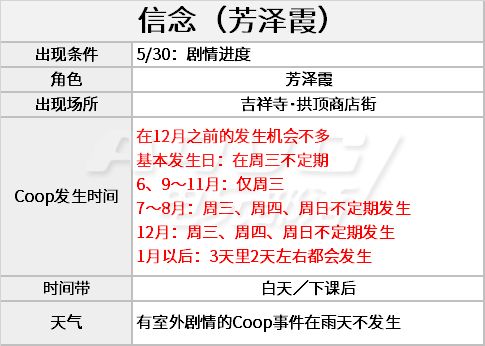 信念（芳泽霞）
出现条件 5/30：剧情进度
角色 芳泽霞
出现场所 吉祥寺·拱顶商店街
Coop发生时间
在12月之前的发生机会不多
基本发生日：在周三不定期
6、9～11月：仅周三
7～8月：周三、周四、周日不定期发生
12月：周三、周四、周日不定期发生
1月以后：3天里2天左右都会发生
时间带 白天／下课后
天气 有室外剧情的Coop事件在雨天不发生